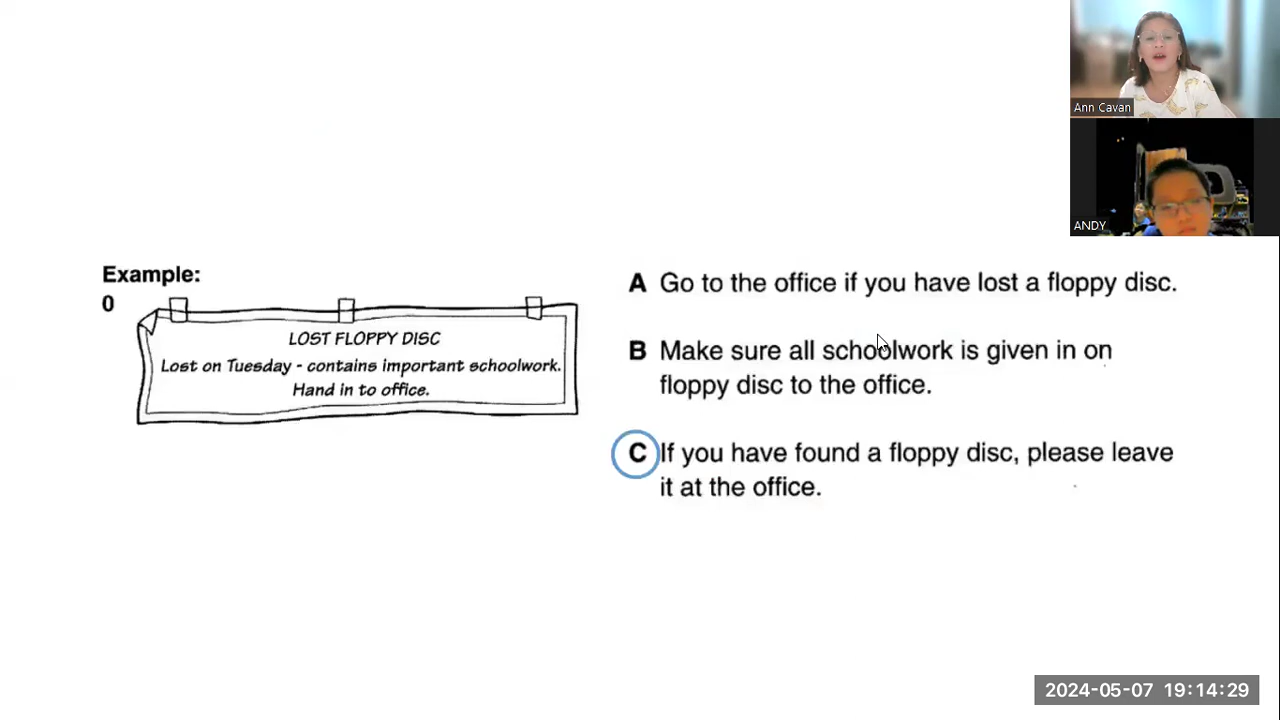 Ann Cavan
ANDY
Example:
0
LOST FLOPPY DISC
Lost on Tuesday - contains important schoolwork.
Hand in to office.
A Go to the office if you have lost a floppy disc.
B Make sure all schoolwork is given in on
floppy disc to the office.
C If you have found a floppy disc, please leave
it at the office.
2024-05-07 19:14:29